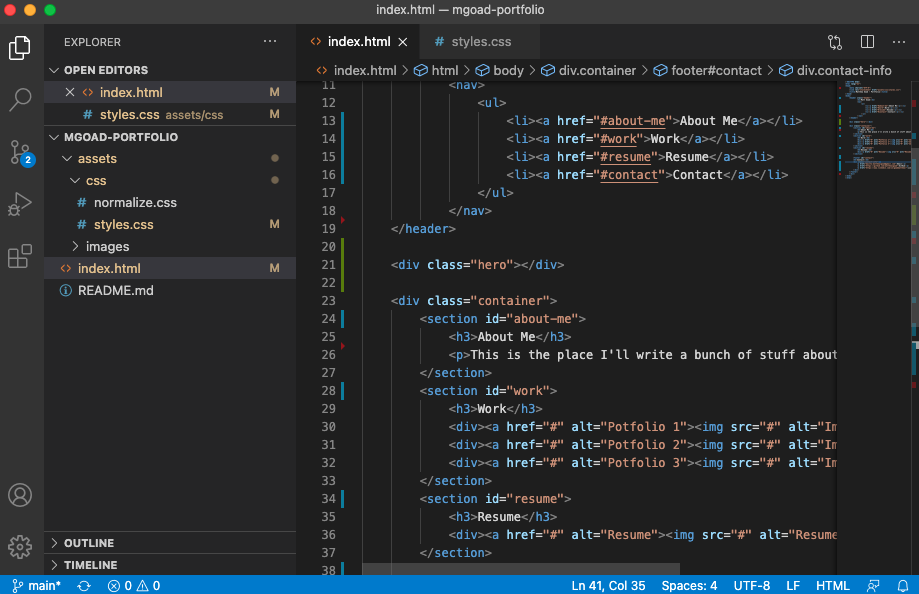 index.html — mgoad-portfolio
EXPLORER
OPEN EDITORS
index.html M
styles.css assets/css M
MGOAD-PORTFOLIO
assets
css
# normalize.css
# styles.css M
images
index.html M
README.md
OUTLINE
TIMELINE
2
index.html
# styles.css
index.html > html > body > div.container > footer#contact > div.contact-info
11 <nav>
12 <ul>
13 <li><a href="#about-me">About Me</a></li>
14 <li><a href="#work">Work</a></li>
15 <li><a href="#resume">Resume</a></li>
16 <li><a href="#contact">Contact</a></li>
17 </ul>
18 </nav>
19 </header>
20
21 <div class="hero"></div>
22
23 <div class="container">
24 <section id="about-me">
25 <h3>About Me</h3>
26 <p>This is the place I'll write a bunch of stuff about
27 </section>
28 <section id="work">
29 <h3>Work</h3>
30 <div><a href="#" alt="Potfolio 1"><img src="#" alt="Im
31 <div><a href="#" alt="Potfolio 2"><img src="#" alt="Im
32 <div><a href="#" alt="Potfolio 3"><img src="#" alt="Im
33 </section>
34 <section id="resume">
35 <h3>Resume</h3>
36 <div><a href="#" alt="Resume"><img src="#" alt="Resume
37 </section>
38
main* 0 0 Ln 41, Col 35 Spaces: 4 UTF-8 LF HTML